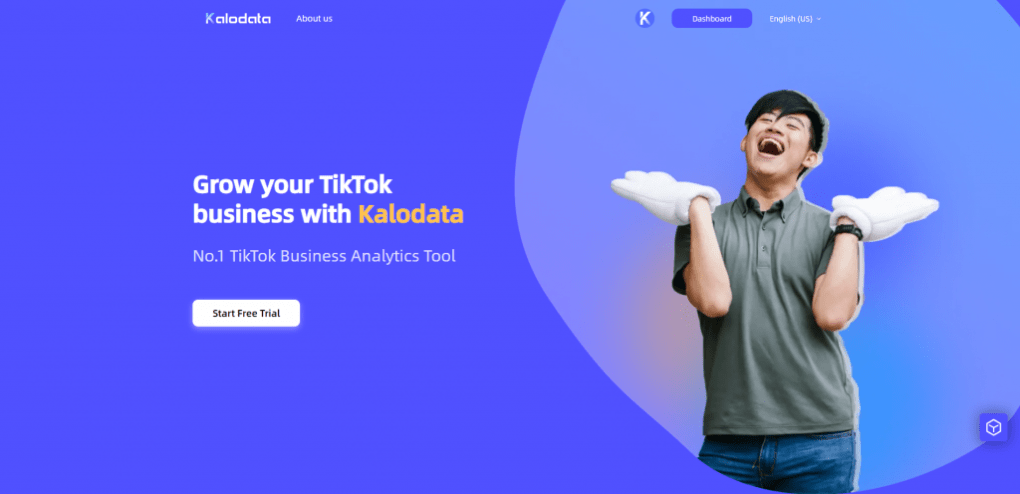 Kalodata
About us
K
Dashboard
English (US)
Grow your TikTok
business with Kalodata
No.1 TikTok Business Analytics Tool
Start Free Trial